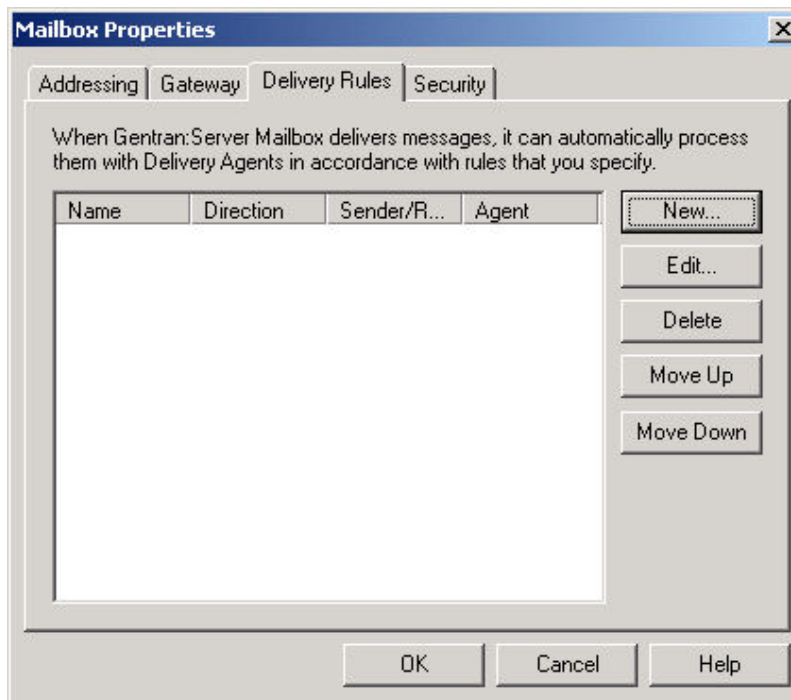 Mailbox Properties
Addressing Gateway Delivery Rules Security
When Gentran:Server Mailbox delivers messages, it can automatically process
them with Delivery Agents in accordance with rules that you specify.
Name Direction Sender/R... Agent
New...
Edit...
Delete
Move Up
Move Down
OK Cancel Help